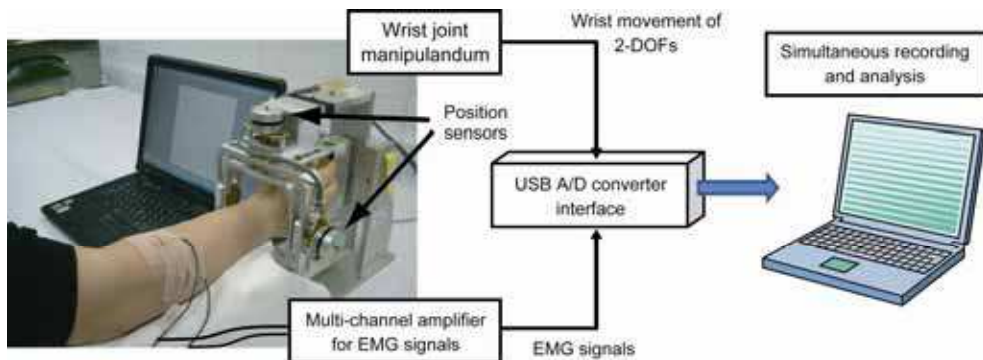 Wrist joint
manipulandum
Wrist movement of
2-DOFs
Simultaneous recording
and analysis
Position
sensors
USB A/D converter
interface
Multi-channel amplifier
for EMG signals
EMG signals